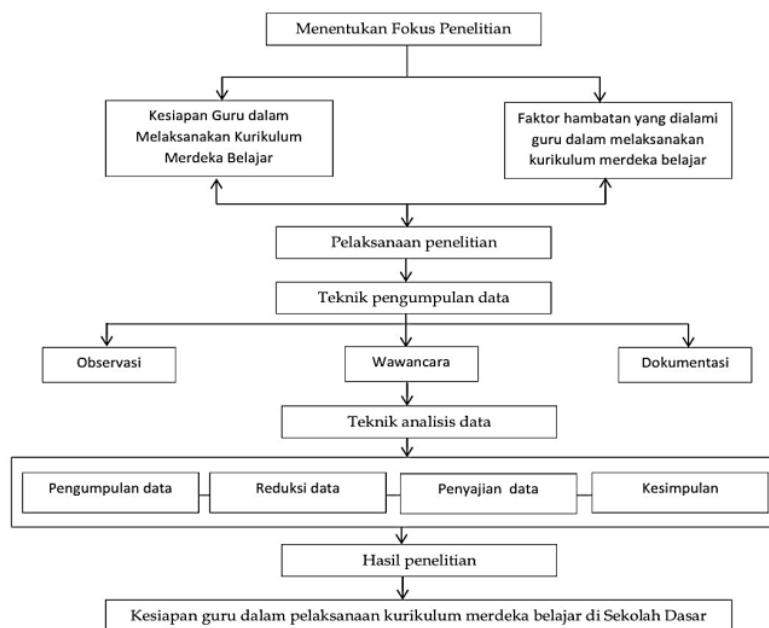 Menentukan Fokus Penelitian
Kesiapan Guru dalam
Melaksanakan Kurikulum
Merdeka Belajar
Faktor hambatan yang dialami
guru dalam melaksanakan
kurikulum merdeka belajar
Pelaksanaan penelitian
Teknik pengumpulan data
Observasi
Wawancara
Dokumentasi
Teknik analisis data
Pengumpulan data
Reduksi data
Penyajian data
Kesimpulan
Hasil penelitian
Kesiapan guru dalam pelaksanaan kurikulum merdeka belajar di Sekolah Dasar